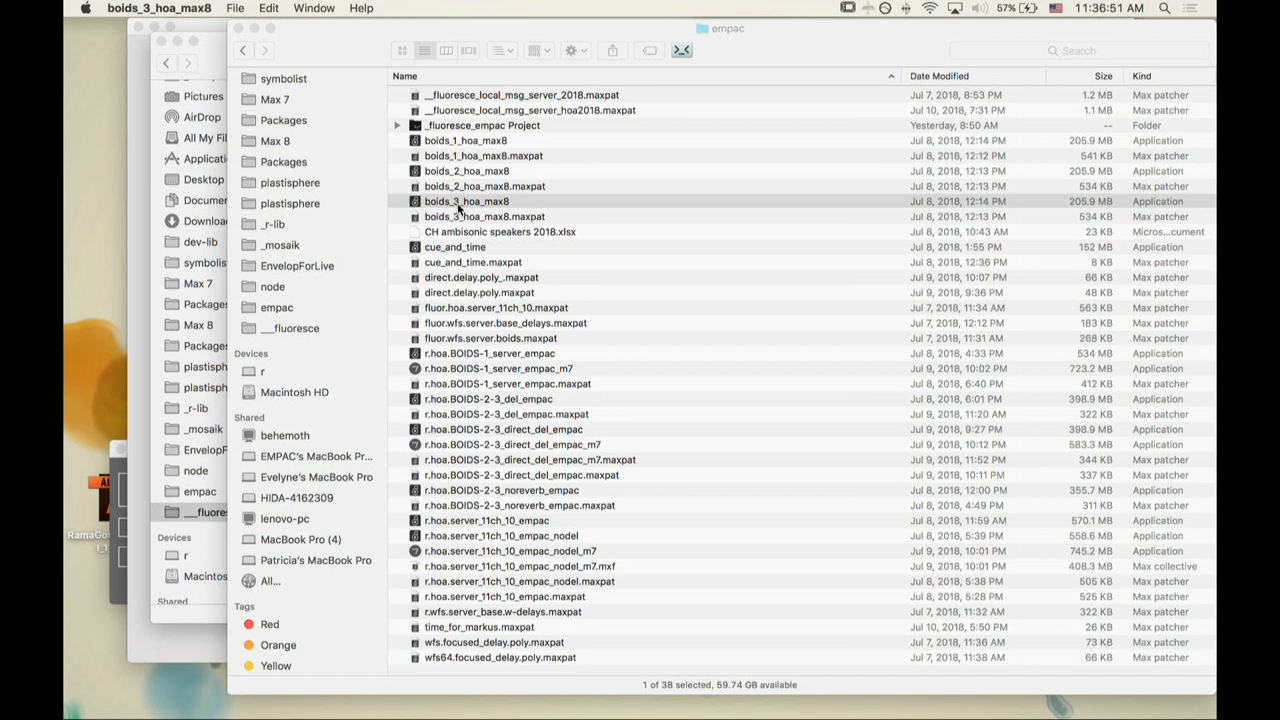 boids_3_hoa_max8 File Edit Window Help 57% 11:36:51 AM
empac
Search
Pictures
AirDrop
All My Fil
Applicati
Desktop
Docume
Downloa
dev-lib
symbolis
Max 7
Packages
Max 8
Packages
plastisph
plastisph
_r-lib
_mosaik
EnvelopF
node
empac
__fluores
Devices
r
Macintos
Shared
symbolist
Max 7
Packages
Max 8
Packages
plastisphere
plastisphere
_r-lib
_mosaik
EnvelopForLive
node
empac
__fluoresce
Devices
r
Macintosh HD
Shared
behemoth
EMPAC's MacBook Pr...
Evelyne's MacBook Pro
HIDA-4162309
lenovo-pc
MacBook Pro (4)
Patricia's MacBook Pro
All...
Tags
Red
Orange
Yellow
Name Date Modified Size Kind
__fluoresce_local_msg_server_2018.maxpat Jul 7, 2018, 8:53 PM 1.2 MB Max patcher
__fluoresce_local_msg_server_hoa2018.maxpat Jul 10, 2018, 7:31 PM 1.1 MB Max patcher
_fluoresce_empac Project Yesterday, 8:50 AM -- Folder
boids_1_hoa_max8 Jul 8, 2018, 12:14 PM 205.9 MB Application
boids_1_hoa_max8.maxpat Jul 8, 2018, 12:12 PM 541 KB Max patcher
boids_2_hoa_max8 Jul 8, 2018, 12:13 PM 205.9 MB Application
boids_2_hoa_max8.maxpat Jul 8, 2018, 12:13 PM 534 KB Max patcher
boids_3_hoa_max8 Jul 8, 2018, 12:14 PM 205.9 MB Application
boids_3_hoa_max8.maxpat Jul 8, 2018, 12:13 PM 534 KB Max patcher
CH ambisonic speakers 2018.xlsx Jul 8, 2018, 10:43 AM 23 KB Micros...cument
cue_and_time Jul 8, 2018, 1:55 PM 152 MB Application
cue_and_time.maxpat Jul 8, 2018, 12:36 PM 8 KB Max patcher
direct.delay.poly_.maxpat Jul 9, 2018, 10:07 PM 66 KB Max patcher
direct.delay.poly.maxpat Jul 9, 2018, 9:36 PM 48 KB Max patcher
fluor.hoa.server_11ch_10.maxpat Jul 7, 2018, 11:34 AM 563 KB Max patcher
fluor.wfs.server.base_delays.maxpat Jul 7, 2018, 12:12 PM 183 KB Max patcher
fluor.wfs.server.boids.maxpat Jul 7, 2018, 11:31 AM 268 KB Max patcher
r.hoa.BOIDS-1_server_empac Jul 8, 2018, 4:33 PM 534 MB Application
r.hoa.BOIDS-1_server_empac_m7 Jul 9, 2018, 10:02 PM 723.2 MB Application
r.hoa.BOIDS-1_server_empac.maxpat Jul 8, 2018, 6:40 PM 412 KB Max patcher
r.hoa.BOIDS-2-3_del_empac Jul 8, 2018, 6:01 PM 398.9 MB Application
r.hoa.BOIDS-2-3_del_empac.maxpat Jul 9, 2018, 11:20 AM 322 KB Max patcher
r.hoa.BOIDS-2-3_direct_del_empac Jul 9, 2018, 9:27 PM 398.9 MB Application
r.hoa.BOIDS-2-3_direct_del_empac_m7 Jul 9, 2018, 10:12 PM 583.3 MB Application
r.hoa.BOIDS-2-3_direct_del_empac_m7.maxpat Jul 9, 2018, 11:52 PM 344 KB Max patcher
r.hoa.BOIDS-2-3_direct_del_empac.maxpat Jul 9, 2018, 10:11 PM 337 KB Max patcher
r.hoa.BOIDS-2-3_noreverb_empac Jul 8, 2018, 12:00 PM 355.7 MB Application
r.hoa.BOIDS-2-3_noreverb_empac.maxpat Jul 8, 2018, 4:49 PM 311 KB Max patcher
r.hoa.server_11ch_10_empac Jul 8, 2018, 11:59 AM 570.1 MB Application
r.hoa.server_11ch_10_empac_nodel Jul 8, 2018, 5:39 PM 558.6 MB Application
r.hoa.server_11ch_10_empac_nodel_m7 Jul 9, 2018, 10:01 PM 745.2 MB Application
r.hoa.server_11ch_10_empac_nodel_m7.mxf Jul 9, 2018, 10:01 PM 408.3 MB Max collective
r.hoa.server_11ch_10_empac_nodel.maxpat Jul 8, 2018, 5:38 PM 505 KB Max patcher
r.hoa.server_11ch_10_empac.maxpat Jul 8, 2018, 5:28 PM 525 KB Max patcher
r.wfs.server_base.w-delays.maxpat Jul 7, 2018, 11:32 AM 322 KB Max patcher
time_for_markus.maxpat Jul 10, 2018, 5:50 PM 26 KB Max patcher
wfs.focused_delay.poly.maxpat Jul 7, 2018, 11:36 AM 73 KB Max patcher
wfs64.focused_delay.poly.maxpat Jul 7, 2018, 11:38 AM 66 KB Max patcher
1 of 38 selected, 59.74 GB available